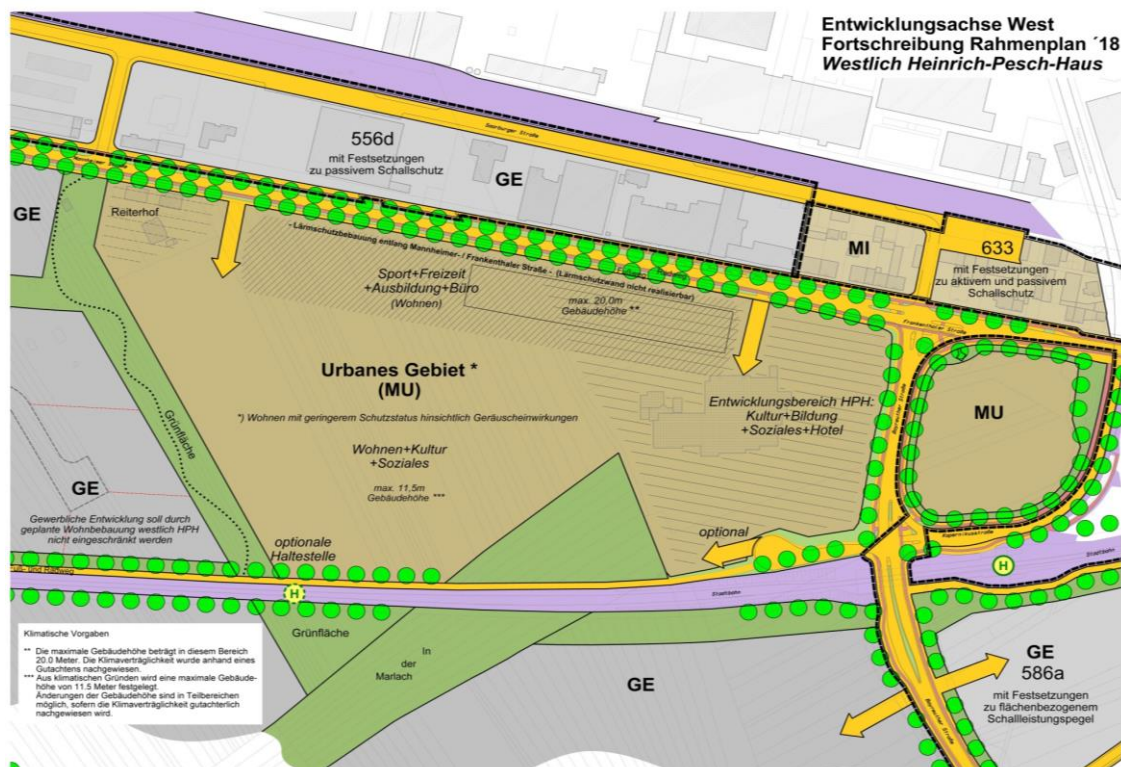 Entwicklungsachse West
Fortschreibung Rahmenplan ´18
Westlich Heinrich-Pesch-Haus
Saarburger Straße
556d
mit Festsetzungen
zu passivem Schallschutz
GE
MI
633
mit Festsetzungen
zu aktivem und passivem
Schallschutz
GE
Reiterhof
- Lärmschutzbebauung entlang Mannheimer- / Frankenthaler Straße - (Lärmschutzwand nicht realisierbar)
Sport+Freizeit
+Ausbildung+Büro
(Wohnen)
max. 20,0m
Gebäudehöhe **
Frankenthaler Straße
Urbanes Gebiet *
(MU)
*) Wohnen mit geringerem Schutzstatus hinsichtlich Geräuscheinwirkungen
Entwicklungsbereich HPH:
Kultur+Bildung
+Soziales+Hotel
MU
Grünfläche
Wohnen+Kultur
+Soziales
max. 11,5m
Gebäudehöhe ***
GE
Gewerbliche Entwicklung soll durch
geplante Wohnbebauung westlich HPH
nicht eingeschränkt werden
optionale
Haltestelle
optional
und Radweg
H
Stadtbahn
H
Stadtbahn
Klimatische Vorgaben
** Die maximale Gebäudehöhe beträgt in diesem Bereich
20.0 Meter. Die Klimaverträglichkeit wurde anhand eines
Gutachtens nachgewiesen.
*** Aus klimatischen Gründen wird eine maximale Gebäude-
höhe von 11.5 Meter festgelegt.
Änderungen der Gebäudehöhe sind in Teilbereichen
möglich, sofern die Klimaverträglichkeit gutachterlich
nachgewiesen wird.
Grünfläche
In
der
Marlach
GE
GE
586a
mit Festsetzungen
zu flächenbezogenem
Schallleistungspegel